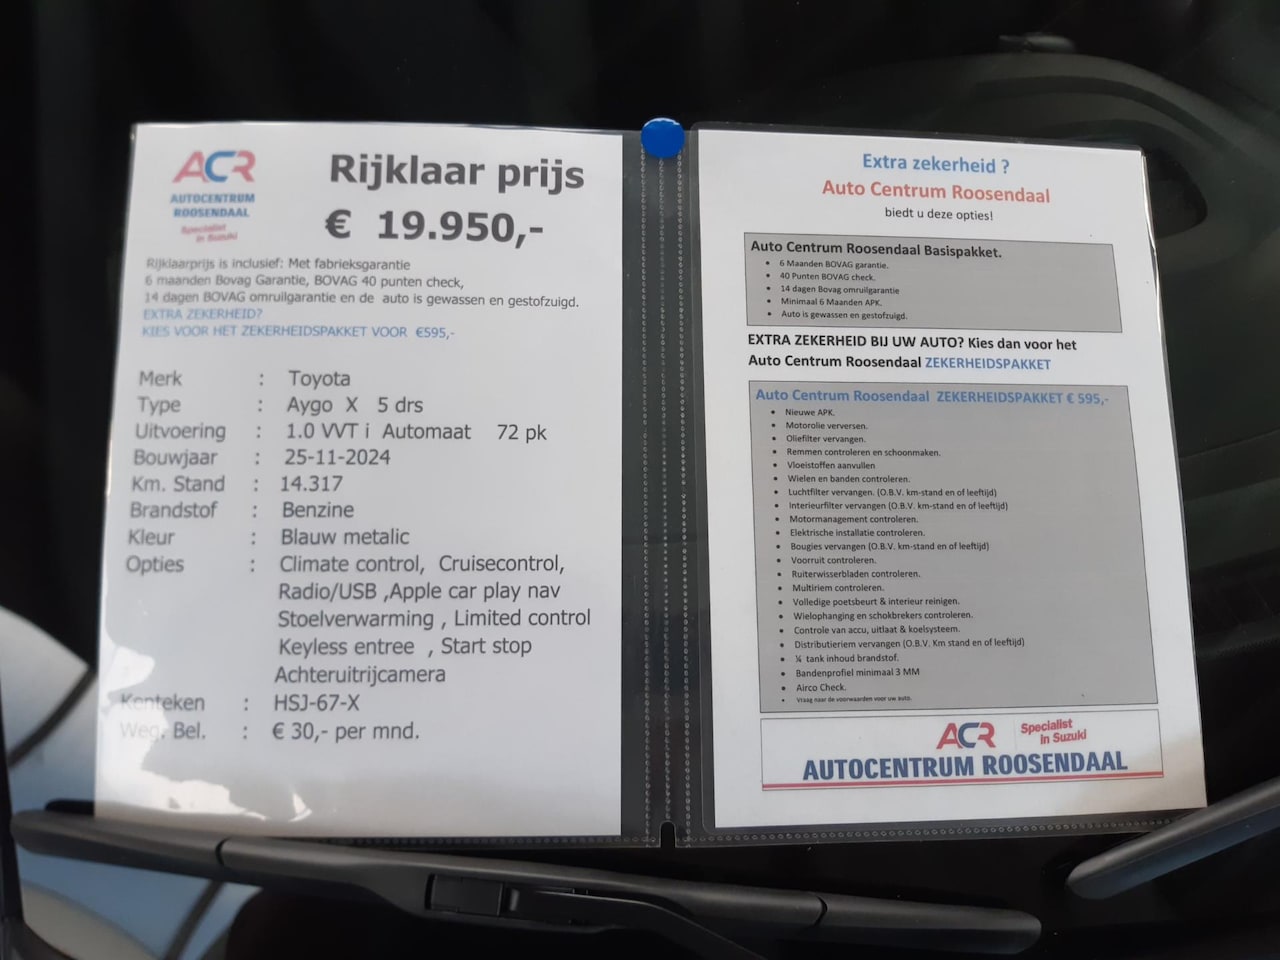 ACR
AUTOCENTRUM
ROOSENDAAL
Specialist
in Suzuki
Rijklaar prijs
€ 19.950,-
Rijklaarprijs is inclusief: Met fabrieksgarantie
6 maanden Bovag Garantie, BOVAG 40 punten check,
14 dagen BOVAG omruilgarantie en de auto is gewassen en gestofzuigd.
EXTRA ZEKERHEID?
KIES VOOR HET ZEKERHEIDSPAKKET VOOR €595,-
Merk : Toyota
Type : Aygo X 5 drs
Uitvoering : 1.0 VVT i Automaat 72 pk
Bouwjaar : 25-11-2024
Km. Stand : 14.317
Brandstof : Benzine
Kleur : Blauw metalic
Opties : Climate control, Cruisecontrol,
Radio/USB ,Apple car play nav
Stoelverwarming , Limited control
Keyless entree , Start stop
Achteruitrijcamera
Kenteken : HSJ-67-X
Weg. Bel. : € 30,- per mnd.
Extra zekerheid ?
Auto Centrum Roosendaal
biedt u deze opties!
Auto Centrum Roosendaal Basispakket.
• 6 Maanden BOVAG garantie.
• 40 Punten BOVAG check.
• 14 dagen Bovag omruilgarantie
• Minimaal 6 Maanden APK.
• Auto is gewassen en gestofzuigd.
EXTRA ZEKERHEID BIJ UW AUTO? Kies dan voor het
Auto Centrum Roosendaal ZEKERHEIDSPAKKET
Auto Centrum Roosendaal ZEKERHEIDSPAKKET € 595,-
• Nieuwe APK.
• Motorolie verversen.
• Oliefilter vervangen.
• Remmen controleren en schoonmaken.
• Vloeistoffen aanvullen
• Wielen en banden controleren.
• Luchtfilter vervangen. (O.B.V. km-stand en of leeftijd)
• Interieurfilter vervangen (O.B.V. km-stand en of leeftijd)
• Motormanagement controleren.
• Elektrische installatie controleren.
• Bougies vervangen (O.B.V. km-stand en of leeftijd)
• Voorruit controleren.
• Ruiterwisserbladen controleren.
• Multiriem controleren.
• Volledige poetsbeurt & interieur reinigen.
• Wielophanging en schokbrekers controleren.
• Controle van accu, uitlaat & koelsysteem.
• Distributieriem vervangen (O.B.V. Km stand en of leeftijd)
• ¼ tank inhoud brandstof.
• Bandenprofiel minimaal 3 MM
• Airco Check.
• Vraag naar de voorwaarden voor uw auto.
ACR Specialist
in Suzuki
AUTOCENTRUM ROOSENDAAL